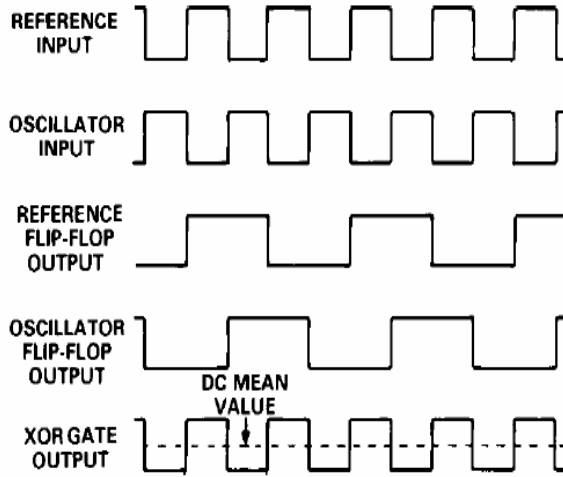 REFERENCE
INPUT
OSCILLATOR
INPUT
REFERENCE
FLIP-FLOP
OUTPUT
OSCILLATOR
FLIP-FLOP
OUTPUT
DC MEAN
VALUE
XOR GATE
OUTPUT